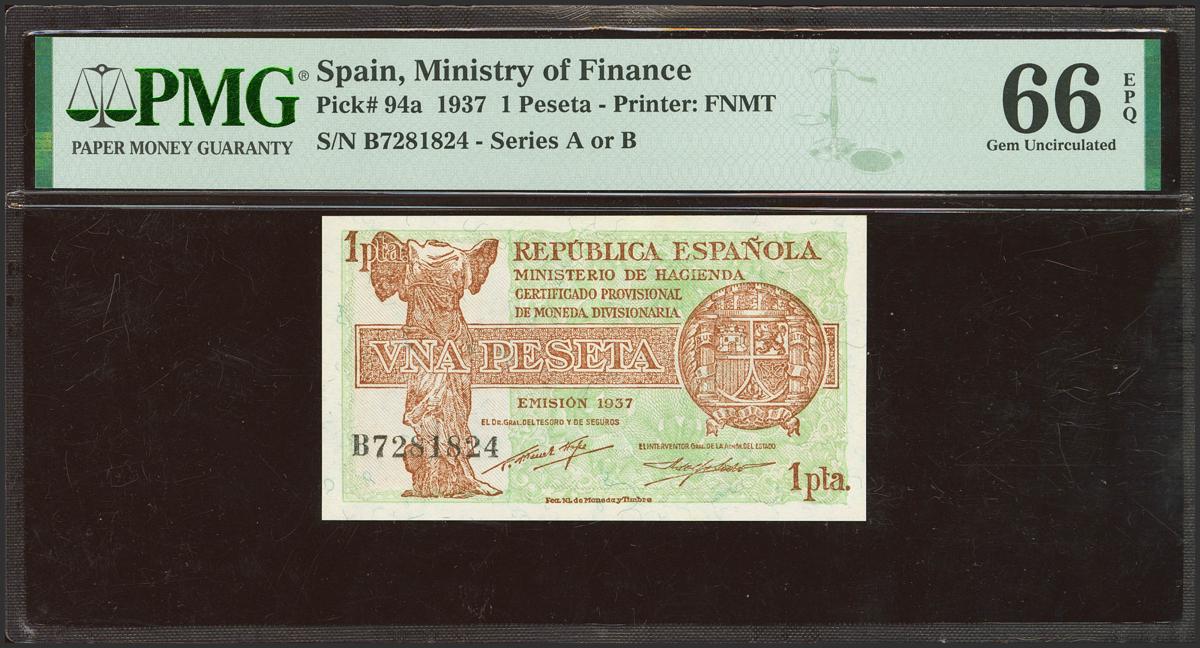 PMG®
PAPER MONEY GUARANTY
Spain, Ministry of Finance
Pick# 94a 1937 1 Peseta - Printer: FNMT
S/N B7281824 - Series A or B
66 EPQ
Gem Uncirculated
1pta.
REPÚBLICA ESPAÑOLA
MINISTERIO DE HACIENDA
CERTIFICADO PROVISIONAL
DE MONEDA DIVISIONARIA
VNA PESETA
EMISIÓN 1937
EL DR. GRAL. DEL TESORO Y DE SEGUROS
B7281824
EL INTERVENTOR GRAL. DE LA ADMÓN. DEL ESTADO
1pta.
Fca. Nl. de Moneda y Timbre